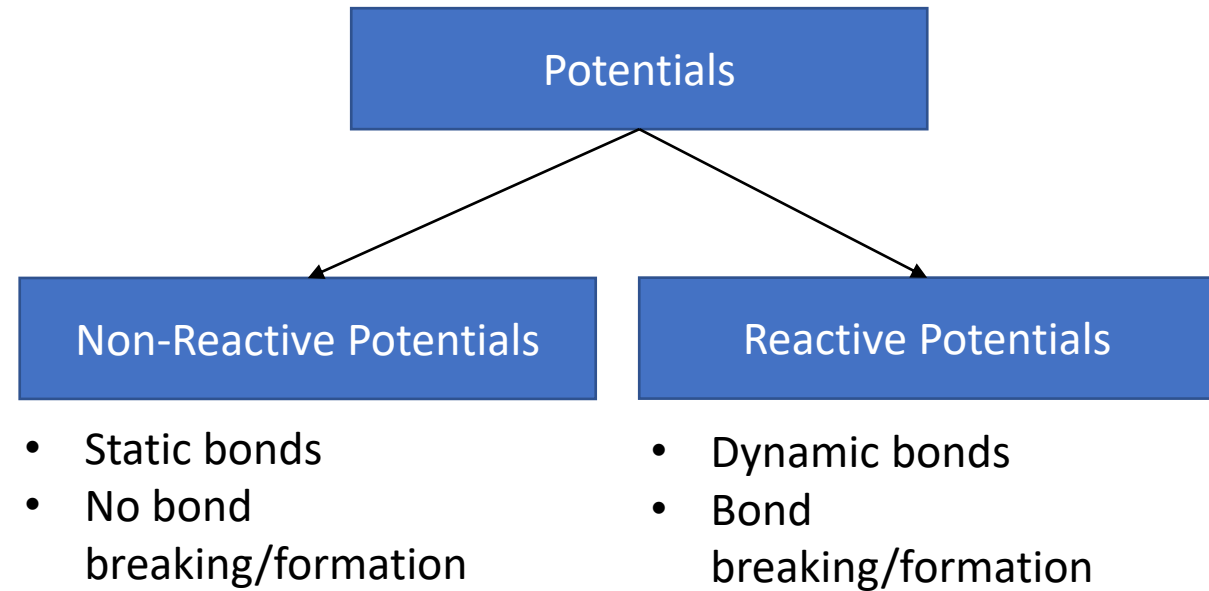 Potentials
Non-Reactive Potentials
• Static bonds
• No bond
breaking/formation
Reactive Potentials
• Dynamic bonds
• Bond
breaking/formation